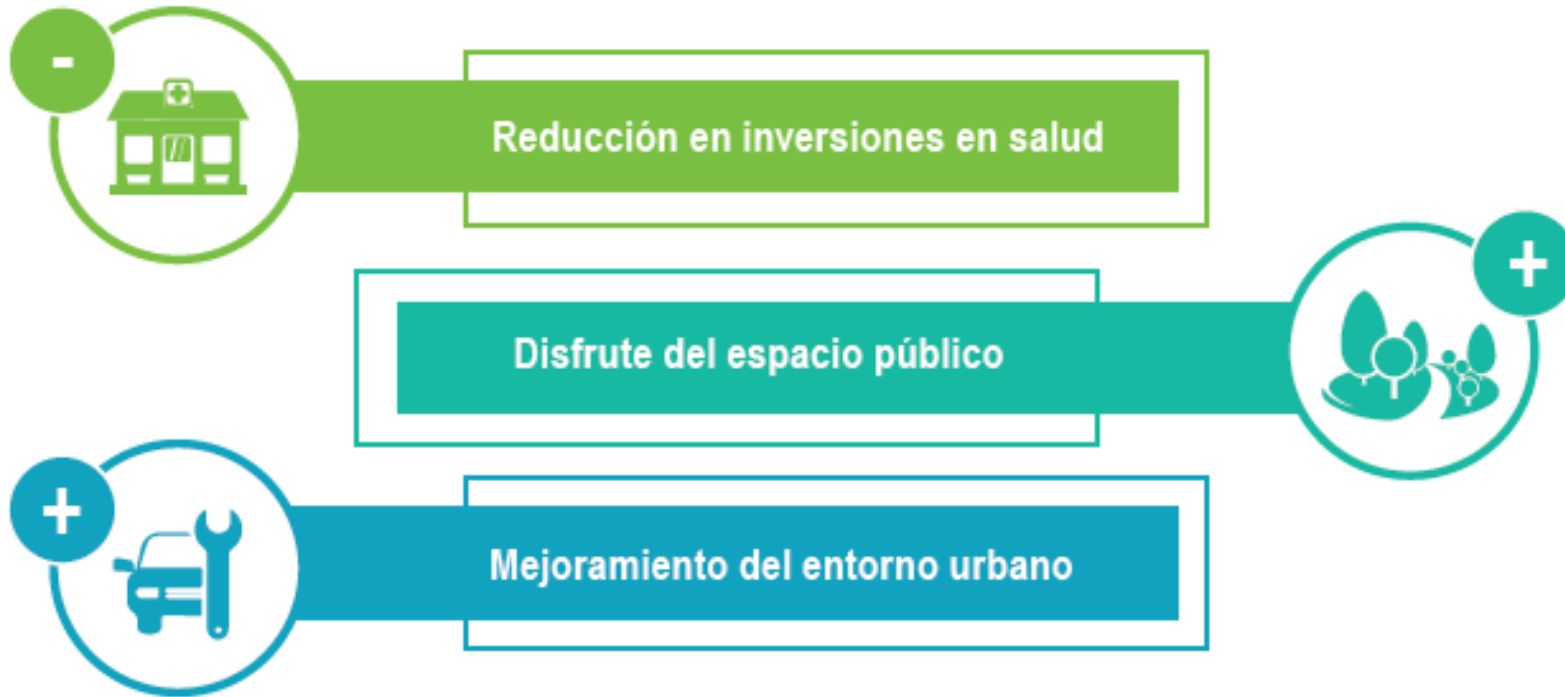 -
Reducción en inversiones en salud
+
Disfrute del espacio público
+
Mejoramiento del entorno urbano